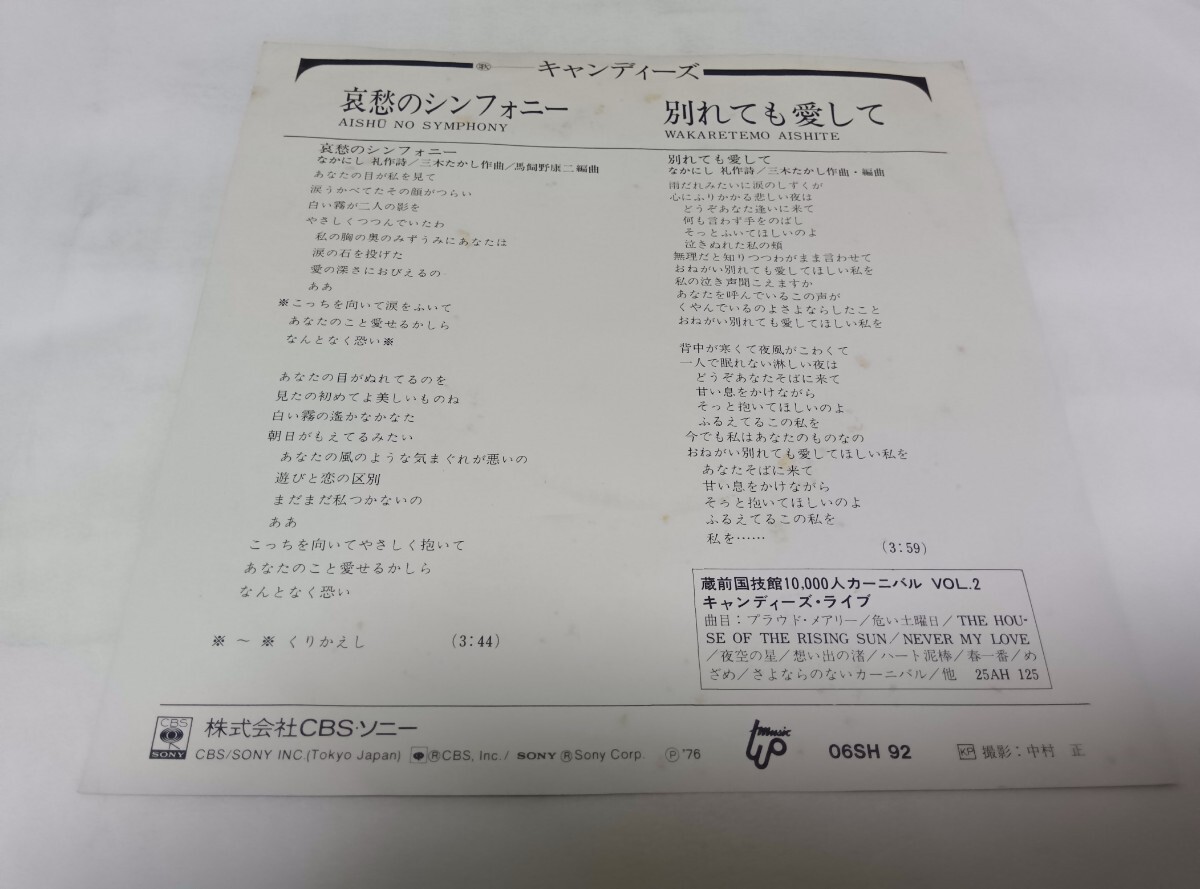 歌 キャンディーズ
哀愁のシンフォニー
AISHŪ NO SYMPHONY
哀愁のシンフォニー
なかにし 礼作詩/三木たかし作曲/馬飼野康二編曲
あなたの目が私を見て
涙うかべてたその顔がつらい
白い霧が二人の影を
やさしくつつんでいたわ
私の胸の奥のみずうみにあなたは
涙の石を投げた
愛の深さにおびえるの
ああ
※こっちを向いて涙をふいて
あなたのこと愛せるかしら
なんとなく恐い※
あなたの目がぬれてるのを
見たの初めてよ美しいものね
白い霧の遙かなかなた
朝日がもえてるみたい
あなたの風のような気まぐれが悪いの
遊びと恋の区別
まだまだ私つかないの
ああ
こっちを向いてやさしく抱いて
あなたのこと愛せるかしら
なんとなく恐い
※ ～ ※ くりかえし (3:44)
別れても愛して
WAKARETEMO AISHITE
別れても愛して
なかにし 礼作詩/三木たかし作曲・編曲
雨だれみたいに涙のしずくが
心にふりかかる悲しい夜は
どうぞあなた逢いに来て
何も言わず手をのばし
そっとふいてほしいのよ
泣きぬれた私の頬
無理だと知りつつわがまま言わせて
おねがい別れても愛してほしい私を
私の泣き声聞こえますか
あなたを呼んでいるこの声が
くやんでいるのよさよならしたこと
おねがい別れても愛してほしい私を
背中が寒くて夜風がこわくて
一人で眠れない淋しい夜は
どうぞあなたそばに来て
甘い息をかけながら
そっと抱いてほしいのよ
ふるえてるこの私を
今でも私はあなたのものなの
おねがい別れても愛してほしい私を
あなたそばに来て
甘い息をかけながら
そっと抱いてほしいのよ
ふるえてるこの私を
私を…… (3:59)
蔵前国技館10,000人カーニバル VOL.2
キャンディーズ・ライブ
曲目：プラウド・メアリー/危い土曜日/THE HOU-
SE OF THE RISING SUN/NEVER MY LOVE
/夜空の星/想い出の渚/ハート泥棒/春一番/め
ざめ/さよならのないカーニバル/他 25AH 125
CBS
SONY
株式会社CBS・ソニー
CBS/SONY INC.(Tokyo Japan) ®CBS, Inc./ SONY ®Sony Corp. ℗'76
music UP 06SH 92 KP 撮影：中村 正